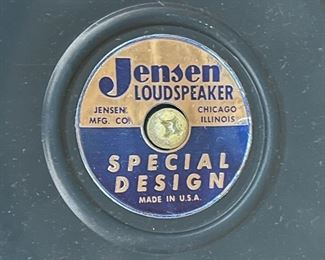 Jensen
LOUDSPEAKER
JENSEN CHICAGO
MFG. CO. ILLINOIS
SPECIAL
DESIGN
MADE IN U.S.A.